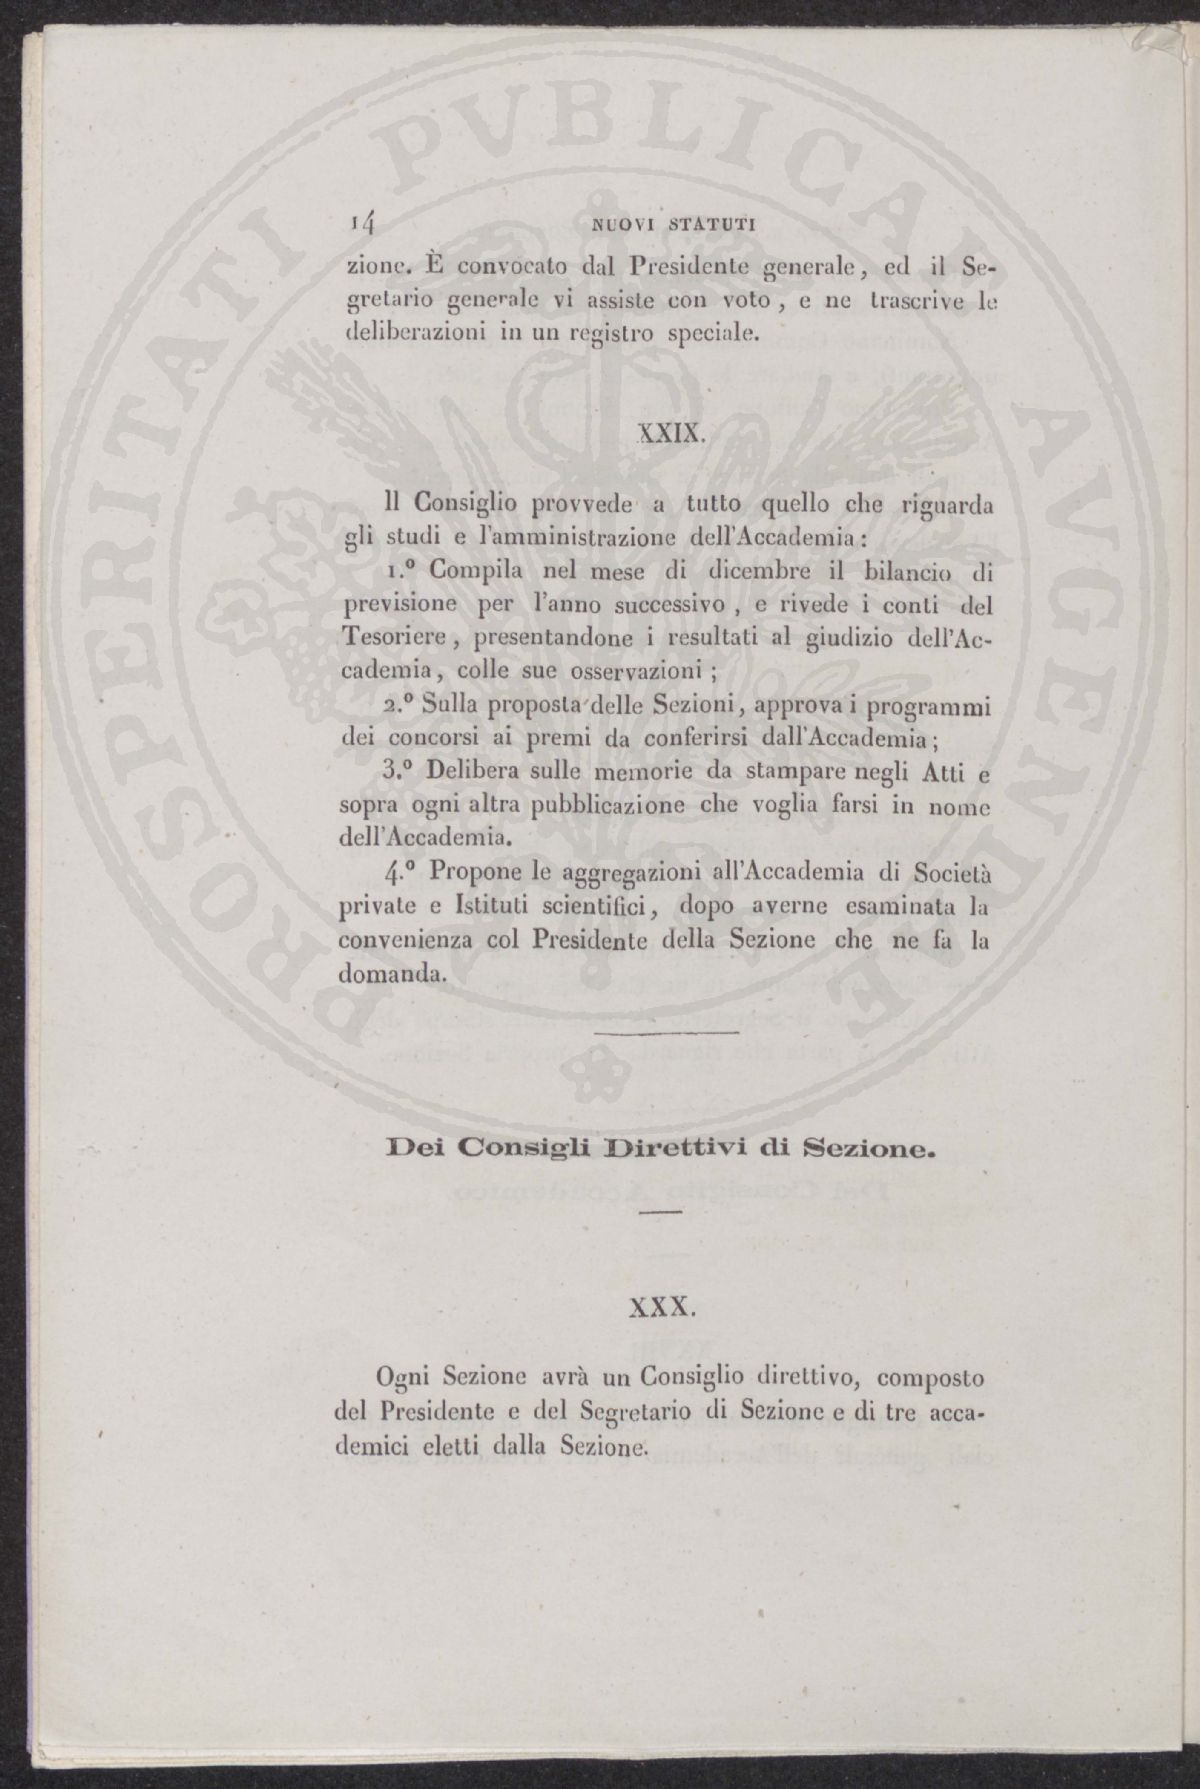 14 NUOVI STATUTI
zione. È convocato dal Presidente generale, ed il Se-
gretario generale vi assiste con voto, e ne trascrive le
deliberazioni in un registro speciale.
XXIX.
Il Consiglio provvede a tutto quello che riguarda
gli studi e l'amministrazione dell'Accademia:
1.º Compila nel mese di dicembre il bilancio di
previsione per l'anno successivo, e rivede i conti del
Tesoriere, presentandone i resultati al giudizio dell'Ac-
cademia, colle sue osservazioni;
2.º Sulla proposta delle Sezioni, approva i programmi
dei concorsi ai premi da conferirsi dall'Accademia;
3.º Delibera sulle memorie da stampare negli Atti e
sopra ogni altra pubblicazione che voglia farsi in nome
dell'Accademia.
4.º Propone le aggregazioni all'Accademia di Società
private e Istituti scientifici, dopo averne esaminata la
convenienza col Presidente della Sezione che ne fa la
domanda.
Dei Consigli Direttivi di Sezione.
XXX.
Ogni Sezione avrà un Consiglio direttivo, composto
del Presidente e del Segretario di Sezione e di tre acca-
demici eletti dalla Sezione.
PROSPERITATI PVBLICAE AVGENDAE